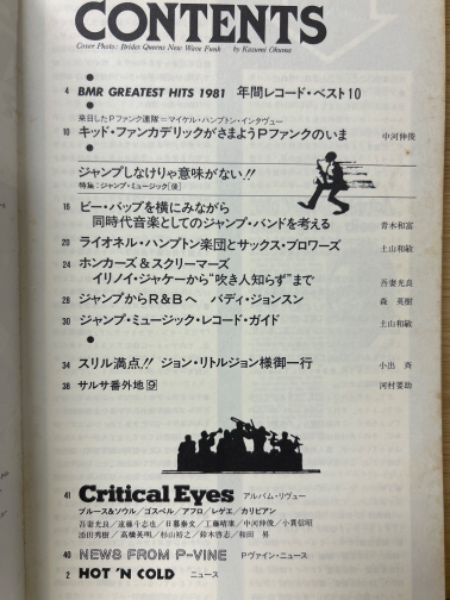 CONTENTS
Cover Photo: Brides Queens New Wave Funk by Kazumi Okuma
4 BMR GREATEST HITS 1981 年間レコード・ベスト10
来日したPファンク連隊=マイケル・ハンプトン・インタヴュー
10 キッド・ファンカデリックがさまようPファンクのいま 中河伸俊
ジャンプしなけりゃ意味がない!!
特集:ジャンプ・ミュージック[後]
16 ビー・バップを横にみながら
同時代音楽としてのジャンプ・バンドを考える 青木和富
20 ライオネル・ハンプトン楽団とサックス・ブロワーズ 土山和敏
24 ホンカーズ&スクリーマーズ
イリノイ・ジャケーから“吹き人知らず”まで 吾妻光良
26 ジャンプからR&Bへ バディ・ジョンスン 森 英樹
30 ジャンプ・ミュージック・レコード・ガイド 土山和敏
34 スリル満点!! ジョン・リトルジョン様御一行 小出 斉
38 サルサ番外地 9 河村要助
41 Critical Eyes アルバム・リヴュー
ブルース&ソウル/ゴスペル/アフロ/レゲエ/カリビアン
吾妻光良/遠藤斗志也/日暮泰文/工藤晴康/中河伸俊/小貫信昭
添田秀樹/高橋英明/杉山裕之/鈴木啓志/和田 昇
40 NEWS FROM P-VINE Pヴァイン・ニュース
2 HOT 'N COLD ニュース